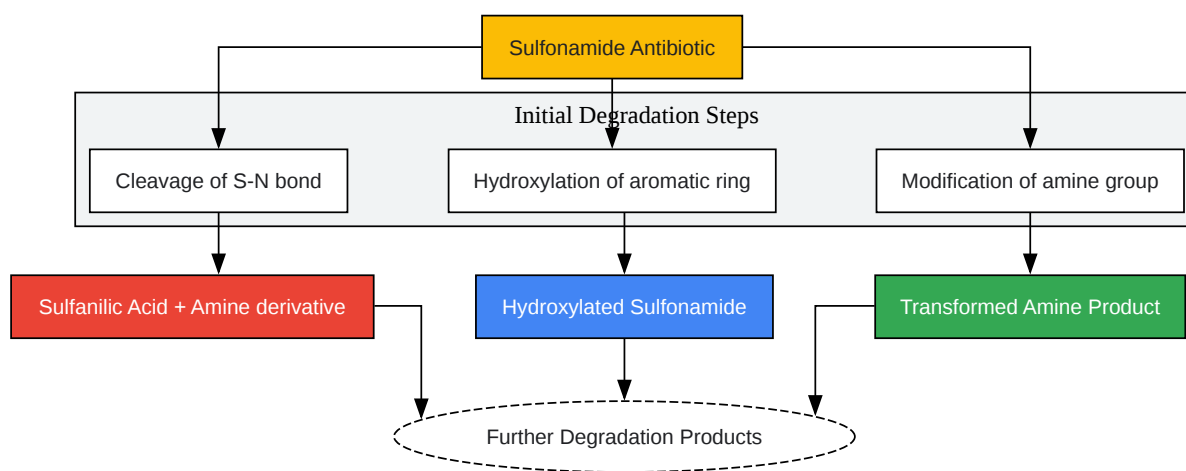 Sulfonamide Antibiotic
Initial Degradation Steps
Cleavage of S-N bond
Hydroxylation of aromatic ring
Modification of amine group
Sulfanilic Acid + Amine derivative
Hydroxylated Sulfonamide
Transformed Amine Product
Further Degradation Products